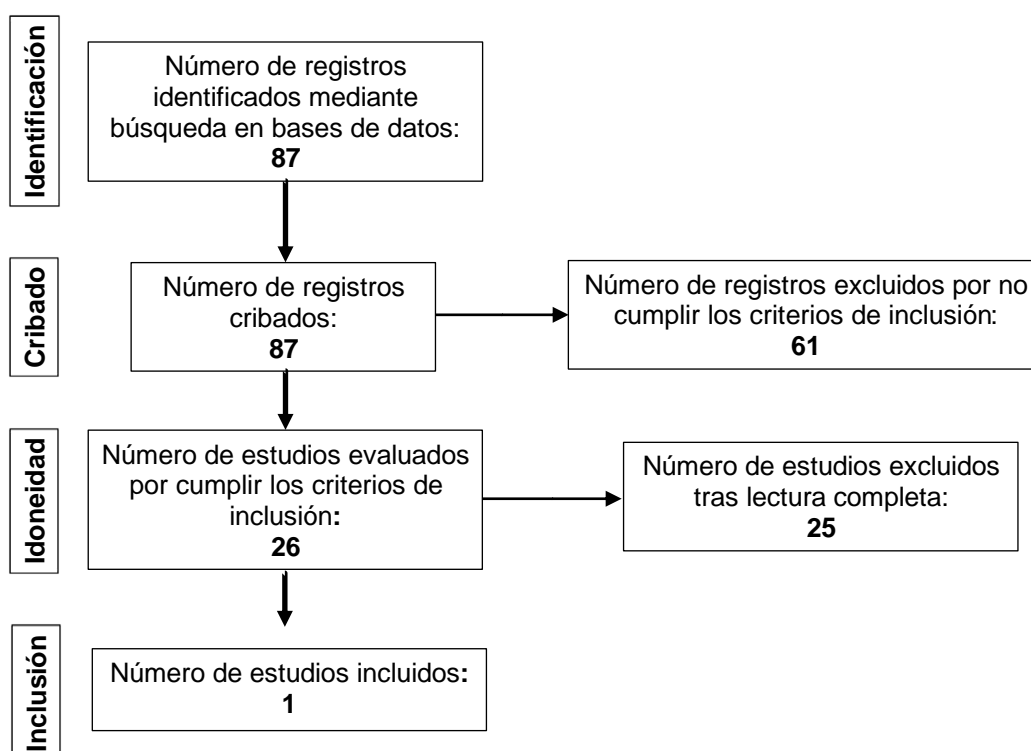 Identificación
Número de registros
identificados mediante
búsqueda en bases de datos:
87
Cribado
Número de registros
cribados:
87
Número de registros excluidos por no
cumplir los criterios de inclusión:
61
Idoneidad
Número de estudios evaluados
por cumplir los criterios de
inclusión:
26
Número de estudios excluidos
tras lectura completa:
25
Inclusión
Número de estudios incluidos:
1